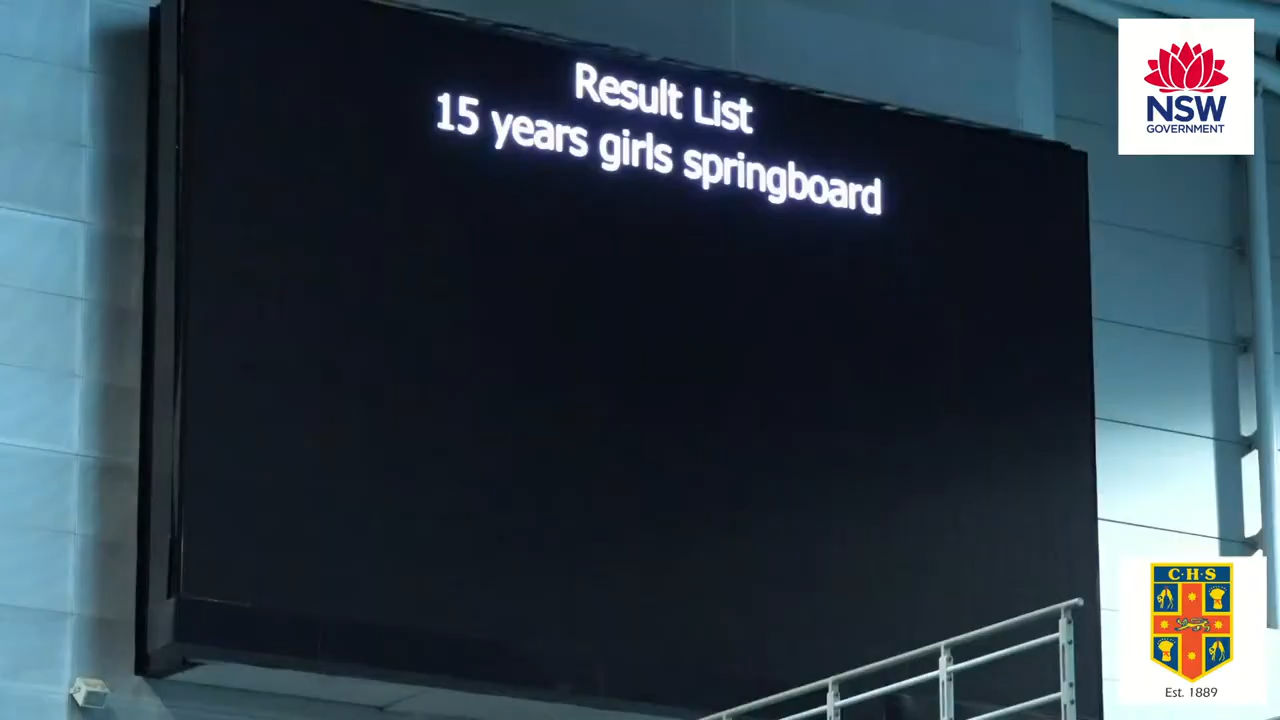 Result List
15 years girls springboard
NSW
GOVERNMENT
C·H·S
Est. 1889